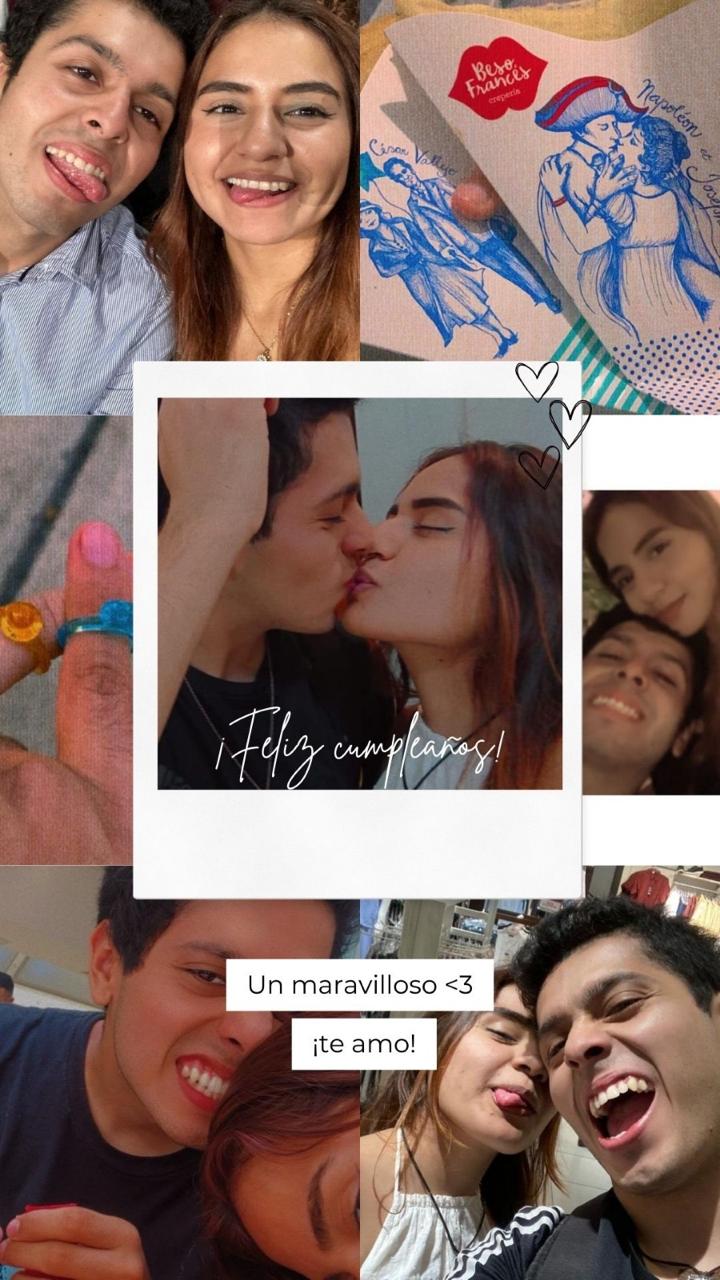 Beso
Francés
crepería
Napoleón et
César Vallejo
¡Feliz cumpleaños!
Un maravilloso <3
¡te amo!